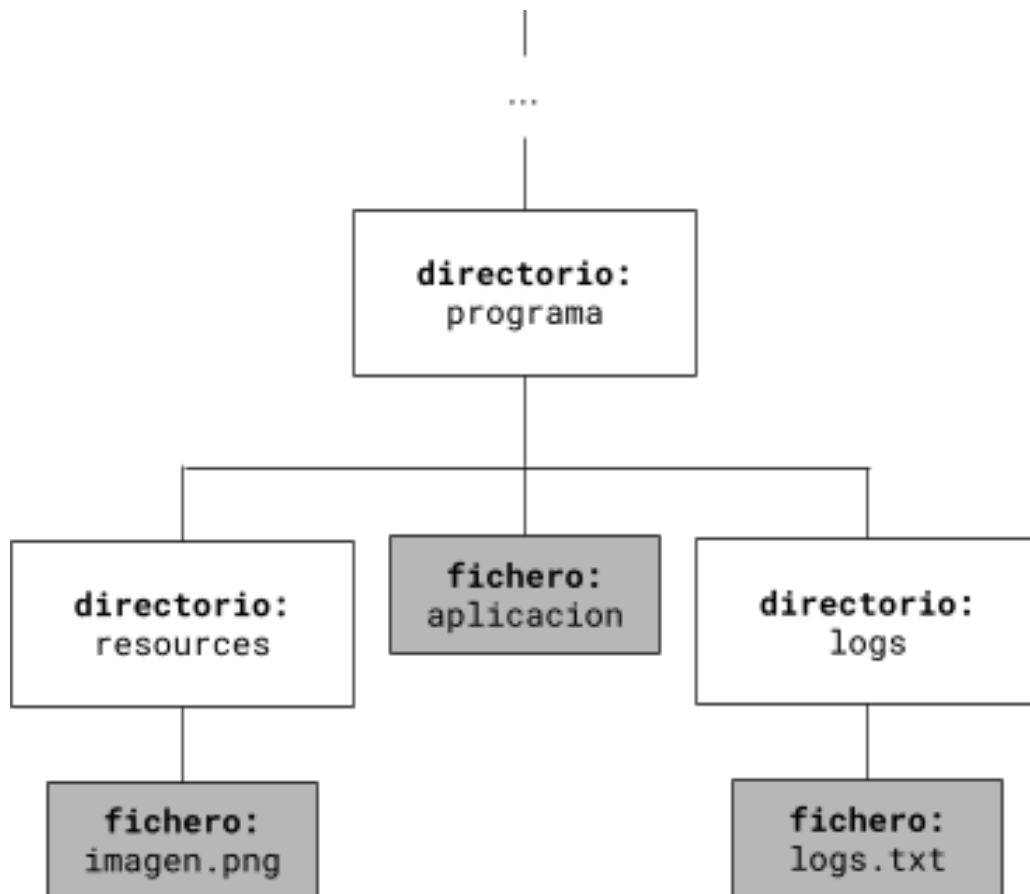 ...
directorio:
programa
directorio:
resources
fichero:
aplicacion
directorio:
logs
fichero:
imagen.png
fichero:
logs.txt